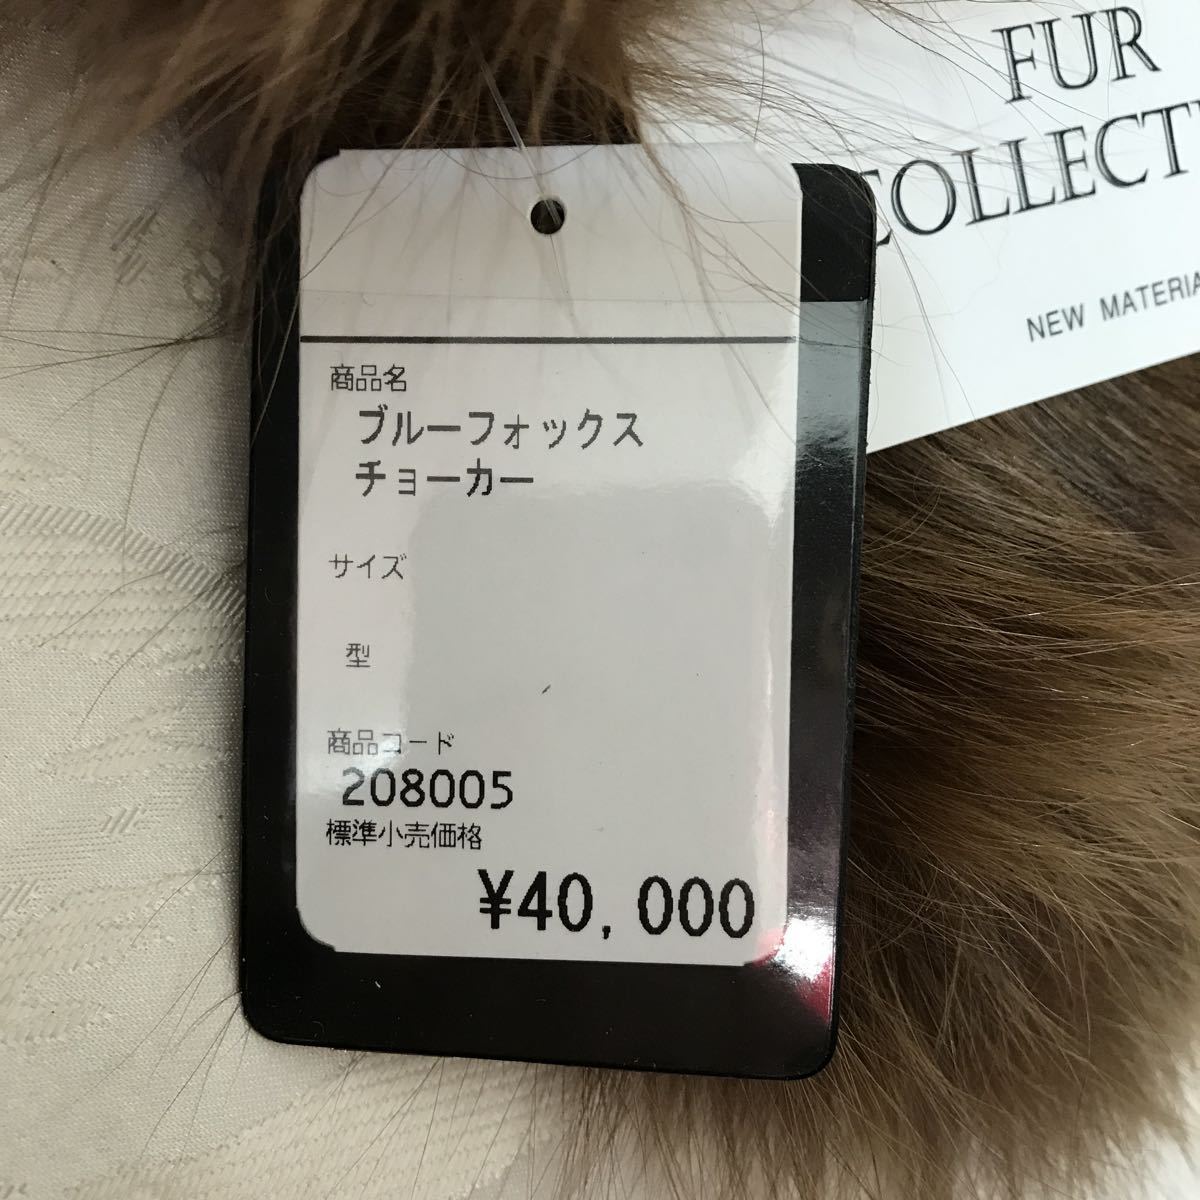 FUR
COLLECT
NEW MATERIA
商品名
ブルーフォックス
チョーカー
サイズ
型
商品コード
208005
標準小売価格
¥40,000